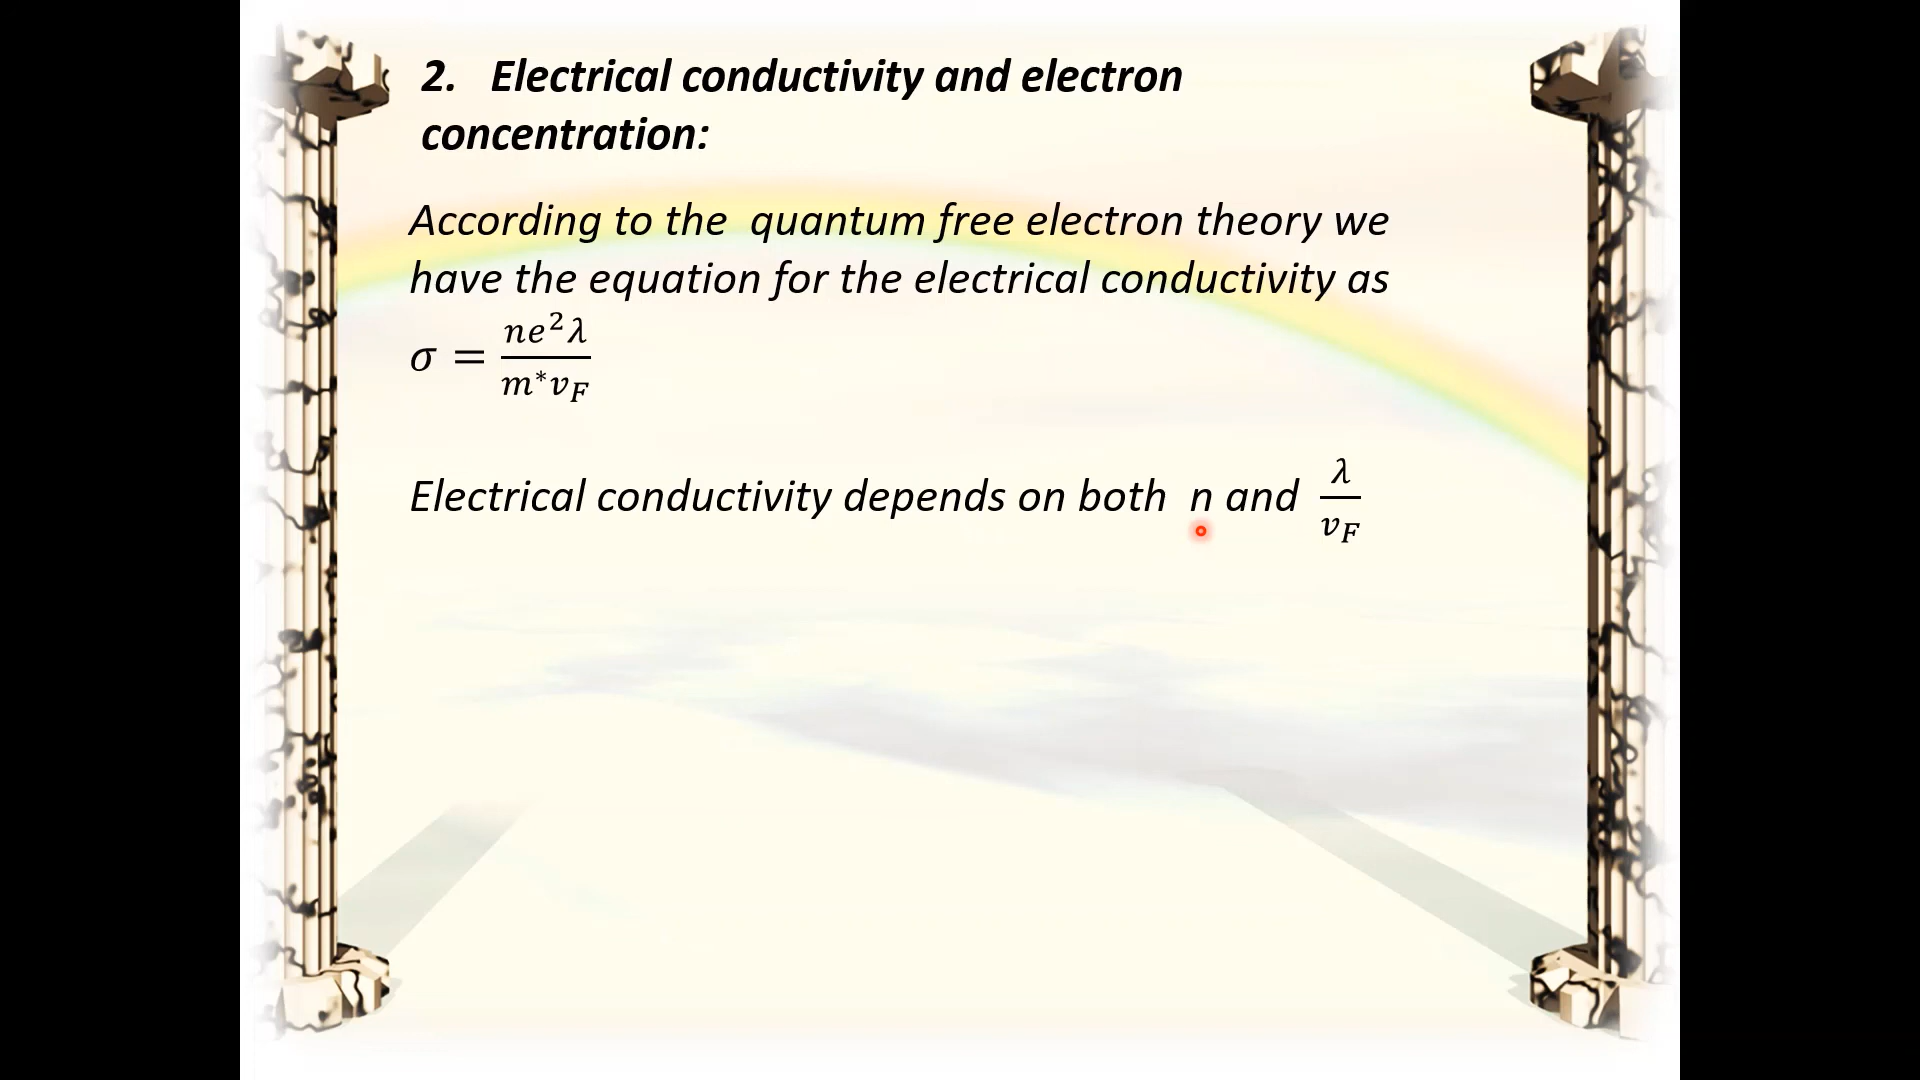 2. Electrical conductivity and electron
concentration:
According to the quantum free electron theory we
have the equation for the electrical conductivity as
σ = ne²λ / m*v_F
Electrical conductivity depends on both n and λ / v_F